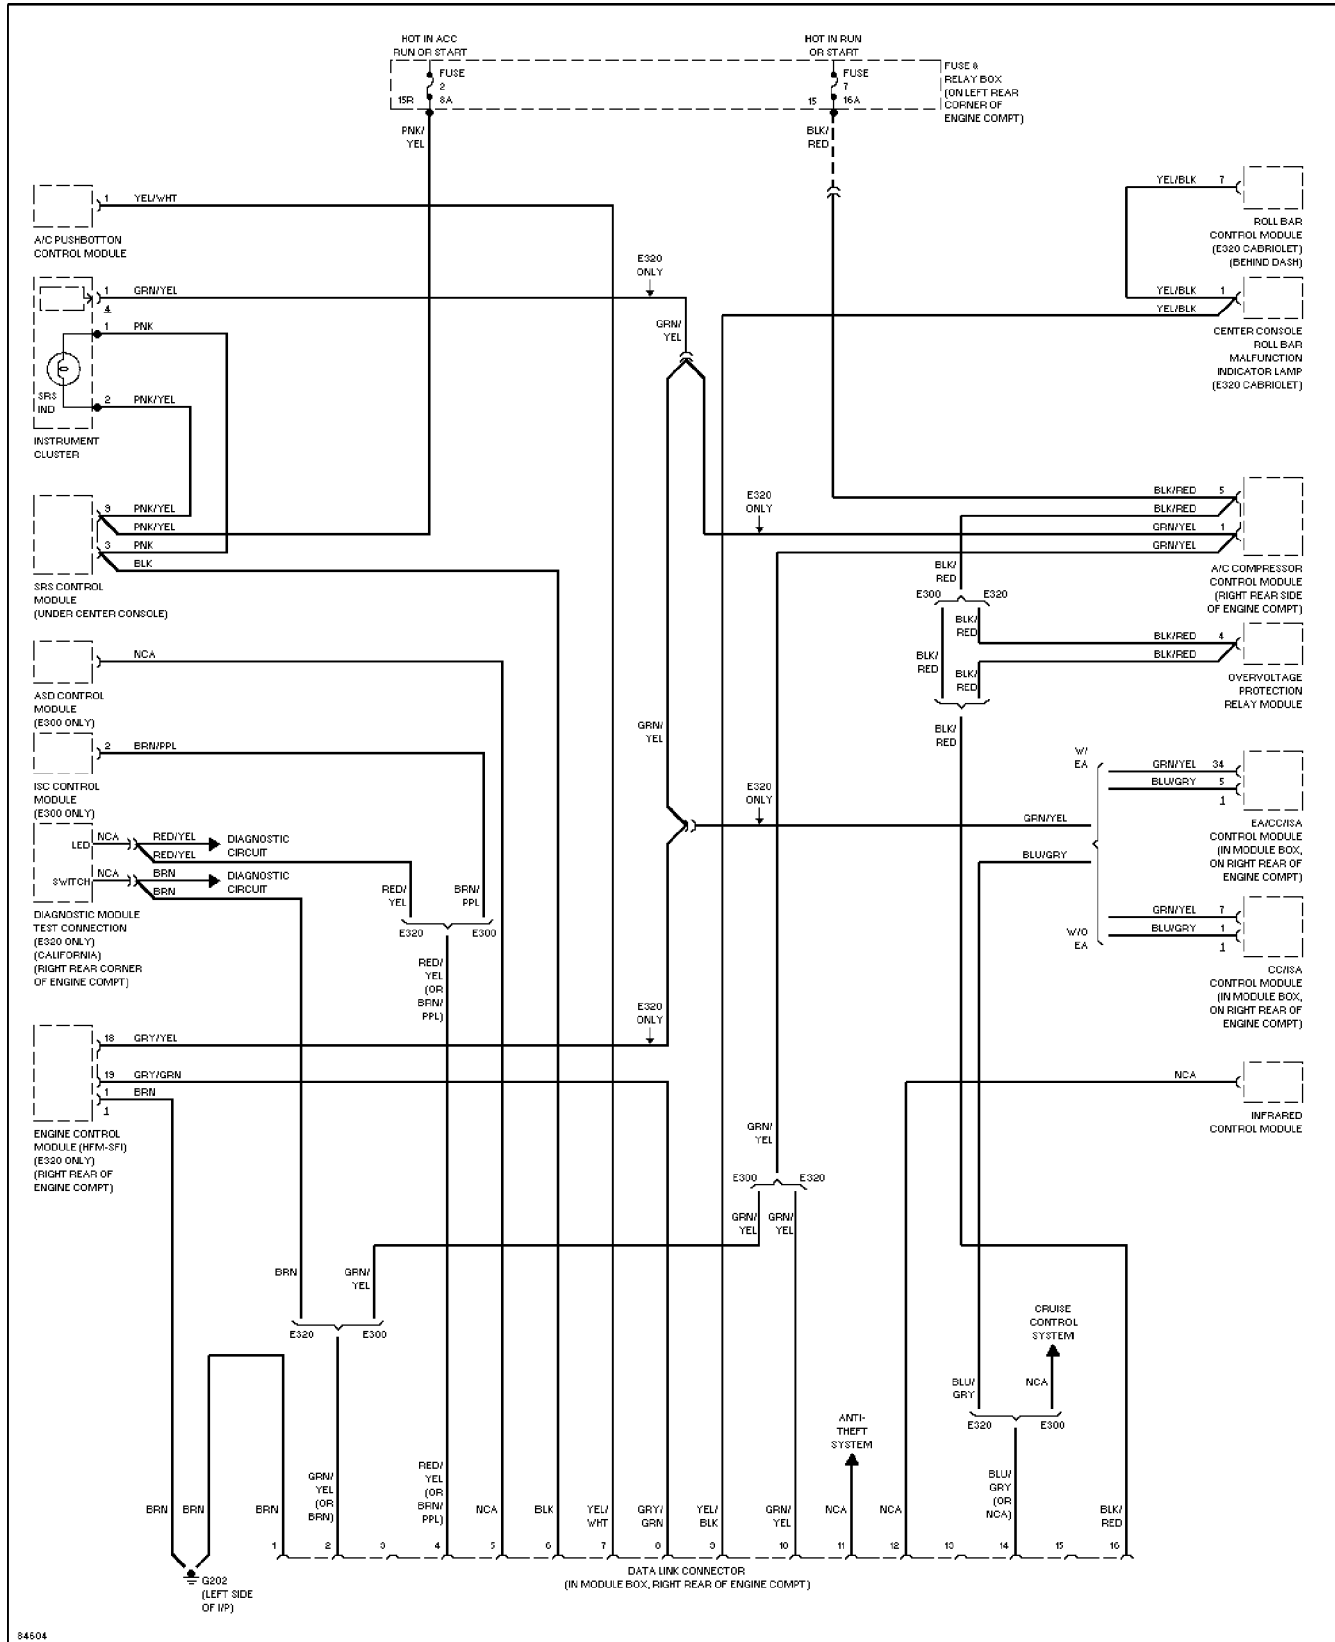 HOT IN ACC
RUN OR START
HOT IN RUN
OR START
FUSE
2
8A
15R
FUSE
7
16A
15
FUSE &
RELAY BOX
(ON LEFT REAR
CORNER OF
ENGINE COMPT)
PNK/
YEL
BLK/
RED
1 YEL/WHT
A/C PUSHBOTTON
CONTROL MODULE
YEL/BLK 7
ROLL BAR
CONTROL MODULE
(E320 CABRIOLET)
(BEHIND DASH)
E320
ONLY
1 GRN/YEL
4
GRN/
YEL
1 PNK
SRS
IND
2 PNK/YEL
INSTRUMENT
CLUSTER
YEL/BLK 1
YEL/BLK
CENTER CONSOLE
ROLL BAR
MALFUNCTION
INDICATOR LAMP
(E320 CABRIOLET)
9 PNK/YEL
PNK/YEL
3 PNK
BLK
SRS CONTROL
MODULE
(UNDER CENTER CONSOLE)
E320
ONLY
BLK/RED 5
BLK/RED
GRN/YEL 1
GRN/YEL
A/C COMPRESSOR
CONTROL MODULE
(RIGHT REAR SIDE
OF ENGINE COMPT)
BLK/
RED
E300 E320
BLK/
RED
BLK/
RED
BLK/
RED
BLK/RED 4
BLK/RED
OVERVOLTAGE
PROTECTION
RELAY MODULE
BLK/
RED
NCA
ASD CONTROL
MODULE
(E300 ONLY)
GRN/
YEL
2 BRN/PPL
ISC CONTROL
MODULE
(E300 ONLY)
W/
EA
GRN/YEL 34
BLU/GRY 5
1
EA/CC/ISA
CONTROL MODULE
(IN MODULE BOX,
ON RIGHT REAR OF
ENGINE COMPT)
E320
ONLY
GRN/YEL
BLU/GRY
LED NCA RED/YEL DIAGNOSTIC
CIRCUIT
RED/YEL
SWITCH NCA BRN DIAGNOSTIC
CIRCUIT
BRN
DIAGNOSTIC MODULE
TEST CONNECTION
(E320 ONLY)
(CALIFORNIA)
(RIGHT REAR CORNER
OF ENGINE COMPT)
RED/
YEL
BRN/
PPL
E320 E300
RED/
YEL
(OR
BRN/
PPL)
W/O
EA
GRN/YEL 7
BLU/GRY 1
1
CC/ISA
CONTROL MODULE
(IN MODULE BOX,
ON RIGHT REAR OF
ENGINE COMPT)
E320
ONLY
18 GRY/YEL
19 GRY/GRN
1 BRN
1
ENGINE CONTROL
MODULE (HFM-SFI)
(E320 ONLY)
(RIGHT REAR OF
ENGINE COMPT)
NCA
INFRARED
CONTROL MODULE
GRN/
YEL
E300 E320
GRN/
YEL
GRN/
YEL
BRN
GRN/
YEL
E320 E300
CRUISE
CONTROL
SYSTEM
BLU/
GRY
NCA
E320 E300
ANTI-
THEFT
SYSTEM
BRN
BRN
BRN
GRN/
YEL
(OR
BRN)
RED/
YEL
(OR
BRN/
PPL)
NCA
BLK
YEL/
WHT
GRY/
GRN
YEL/
BLK
GRN/
YEL
NCA
NCA
BLU/
GRY
(OR
NCA)
BLK/
RED
1 2 3 4 5 6 7 8 9 10 11 12 13 14 15 16
G202
(LEFT SIDE
OF I/P)
DATA LINK CONNECTOR
(IN MODULE BOX, RIGHT REAR OF ENGINE COMPT)
84604